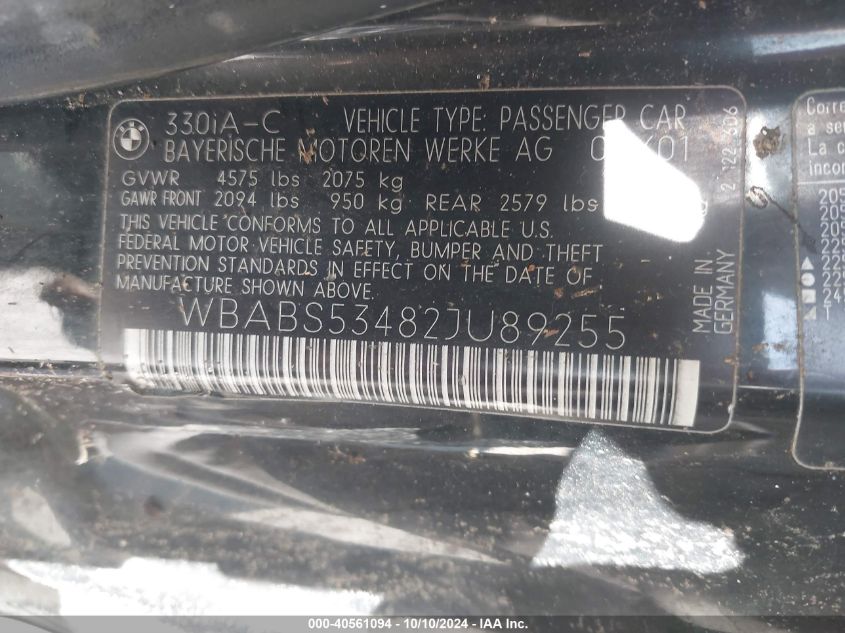 BMW
330iA-C VEHICLE TYPE: PASSENGER CAR
BAYERISCHE MOTOREN WERKE AG
GVWR 4575 lbs 2075 kg
GAWR FRONT 2094 lbs 950 kg REAR 2579 lbs
THIS VEHICLE CONFORMS TO ALL APPLICABLE U.S.
FEDERAL MOTOR VEHICLE SAFETY, BUMPER AND THEFT
PREVENTION STANDARDS IN EFFECT ON THE DATE OF
MANUFACTURE SHOWN ABOVE.
WBABS53482JU89255
MADE IN
GERMANY
000-40561094 - 10/10/2024 - IAA Inc.